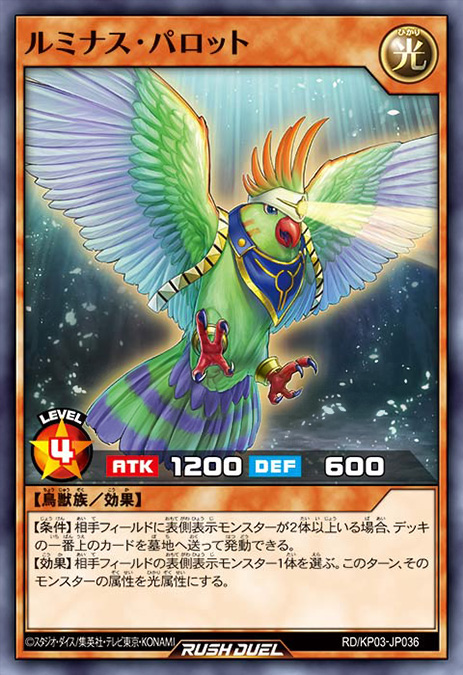 ルミナス・パロット
ひかり
光
LEVEL
4
ATK 1200 DEF 600
【鳥獣族／効果】
【条件】相手フィールドに表側表示モンスターが2体以上いる場合、デッキ
の一番上のカードを墓地へ送って発動できる。
【効果】相手フィールドの表側表示モンスター1体を選ぶ。このターン、その
モンスターの属性を光属性にする。
©スタジオ・ダイス/集英社・テレビ東京・KONAMI
RUSH DUEL
RD/KP03-JP036